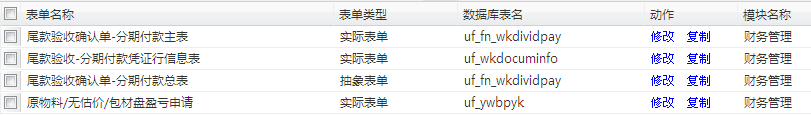 表单名称 表单类型 数据库表名 动作 模块名称
尾款验收确认单-分期付款主表 实际表单 uf_fn_wkdividpay 修改 复制 财务管理
尾款验收-分期付款凭证行信息表 实际表单 uf_wkdocuminfo 修改 复制 财务管理
尾款验收确认单-分期付款总表 抽象表单 uf_fn_wkdividpay 修改 复制 财务管理
原物料/无估价/包材盘盈亏申请 实际表单 uf_ywbpyk 修改 复制 财务管理